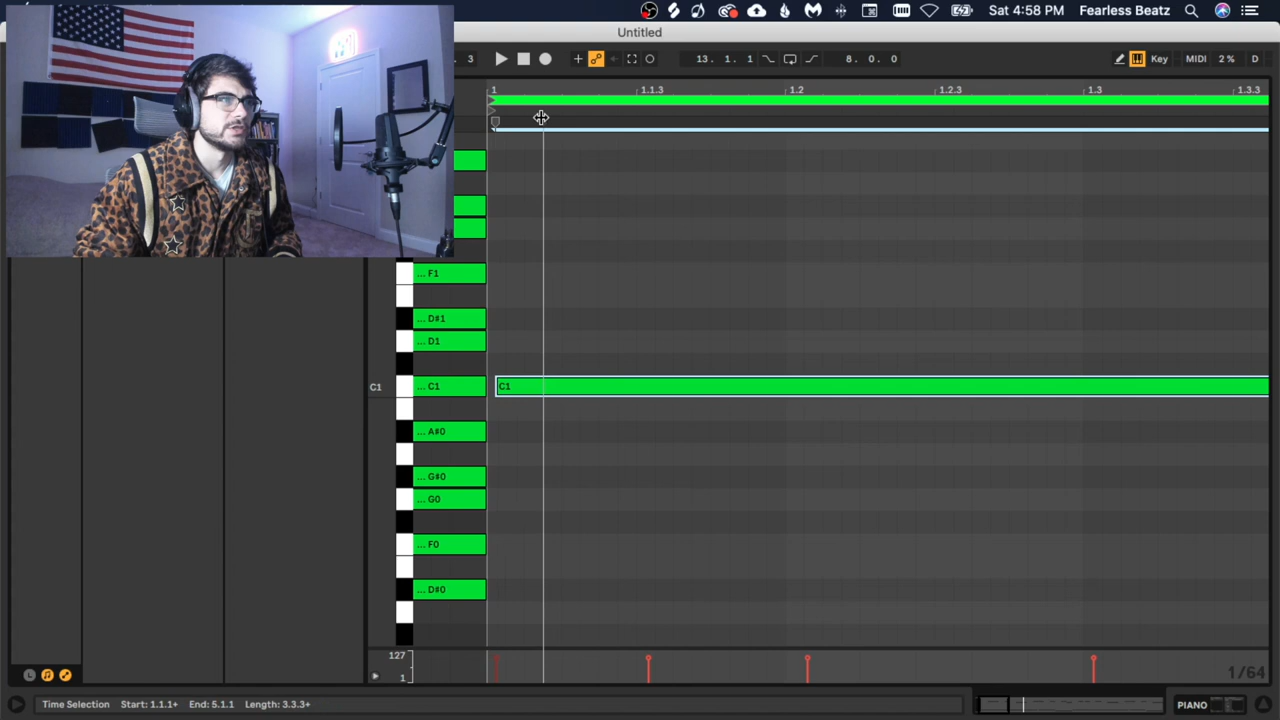 Sat 4:58 PM Fearless Beatz
Untitled
3 13. 1. 1 8. 0. 0 Key MIDI 2 % D
1 1.1.3 1.2 1.2.3 1.3 1.3.3
... F1
... D#1
... D1
C1 ... C1 C1
... A#0
... G#0
... G0
... F0
... D#0
127
1 1/64
Time Selection Start: 1.1.1+ End: 5.1.1 Length: 3.3.3+ PIANO